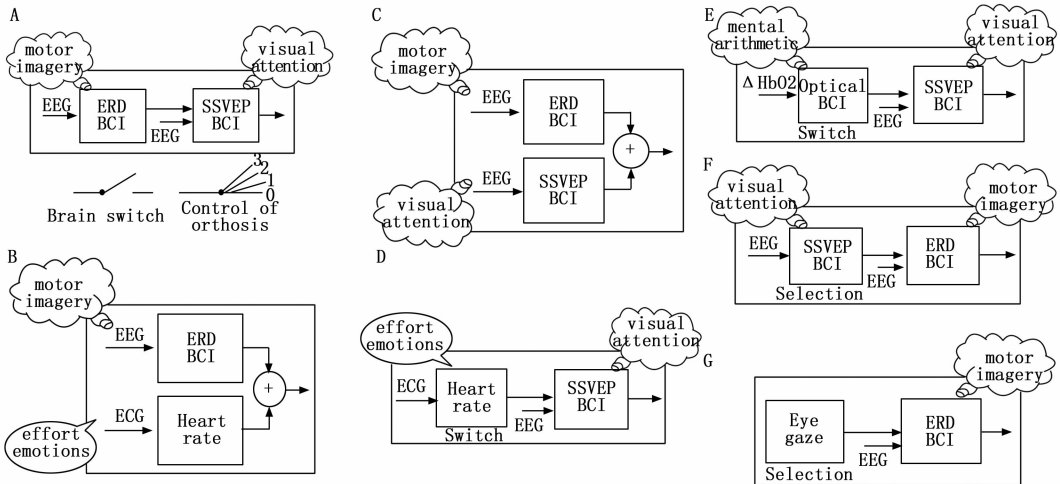 A
motor
imagery
visual
attention
EEG
ERD
BCI
EEG
SSVEP
BCI
Brain switch
3
2
1
0
Control of
orthosis
B
motor
imagery
EEG
ERD
BCI
+
ECG
Heart
rate
effort
emotions
C
motor
imagery
EEG
ERD
BCI
+
EEG
SSVEP
BCI
visual
attention
D
effort
emotions
visual
attention
ECG
Heart
rate
Switch
EEG
SSVEP
BCI
E
mental
arithmetic
visual
attention
Δ HbO2
Optical
BCI
Switch
EEG
SSVEP
BCI
F
visual
attention
motor
imagery
EEG
SSVEP
BCI
Selection
EEG
ERD
BCI
G
motor
imagery
Eye
gaze
Selection
EEG
ERD
BCI